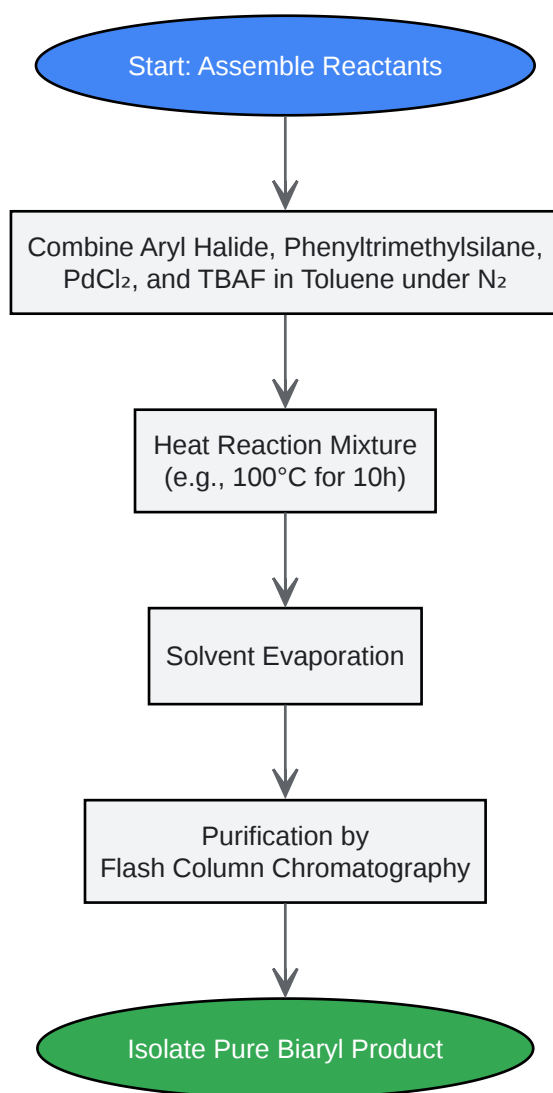 Start: Assemble Reactants
Combine Aryl Halide, Phenyltrimethylsilane,
PdCl₂, and TBAF in Toluene under N₂
Heat Reaction Mixture
(e.g., 100°C for 10h)
Solvent Evaporation
Purification by
Flash Column Chromatography
Isolate Pure Biaryl Product